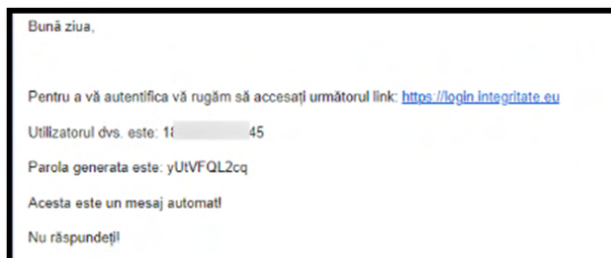 Bună ziua,
Pentru a vă autentifica vă rugăm să accesați următorul link: https://login.integritate.eu
Utilizatorul dvs. este: 18 45
Parola generata este: yUtVFQL2cq
Acesta este un mesaj automat!
Nu răspundeți!